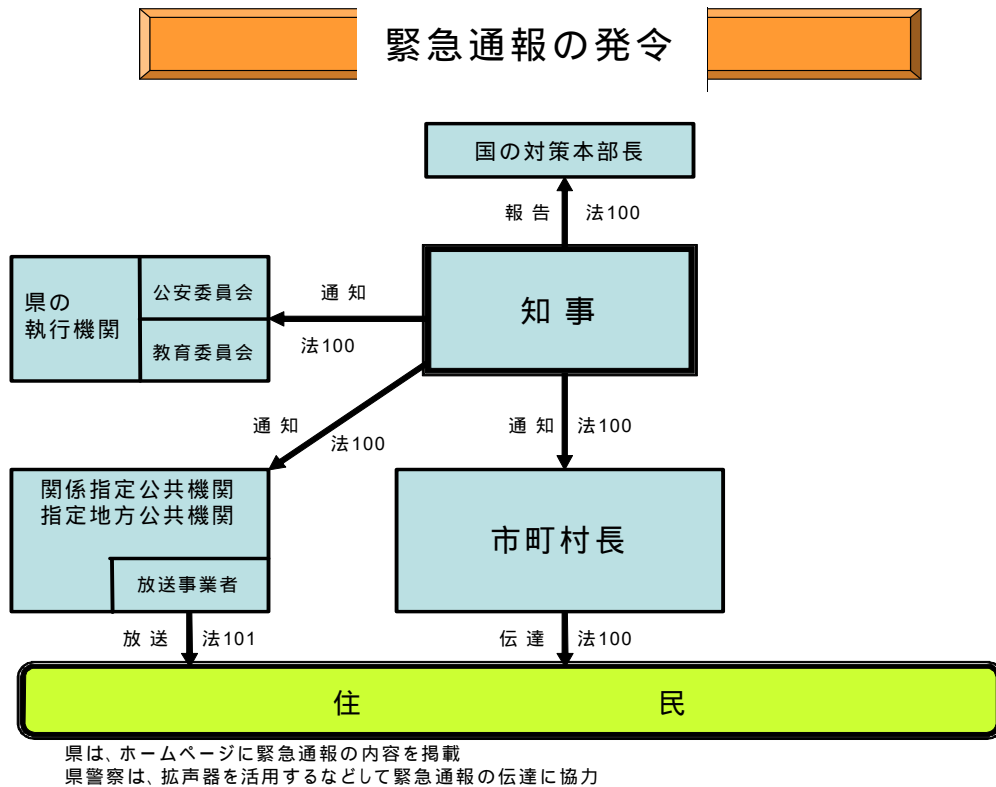 緊急通報の発令
国の対策本部長
報告 法100
県の
執行機関
公安委員会
教育委員会
通知
法100
知事
通知
法100
通知 法100
関係指定公共機関
指定地方公共機関
放送事業者
市町村長
放送 法101
伝達 法100
住民
県は、ホームページに緊急通報の内容を掲載
県警察は、拡声器を活用するなどして緊急通報の伝達に協力